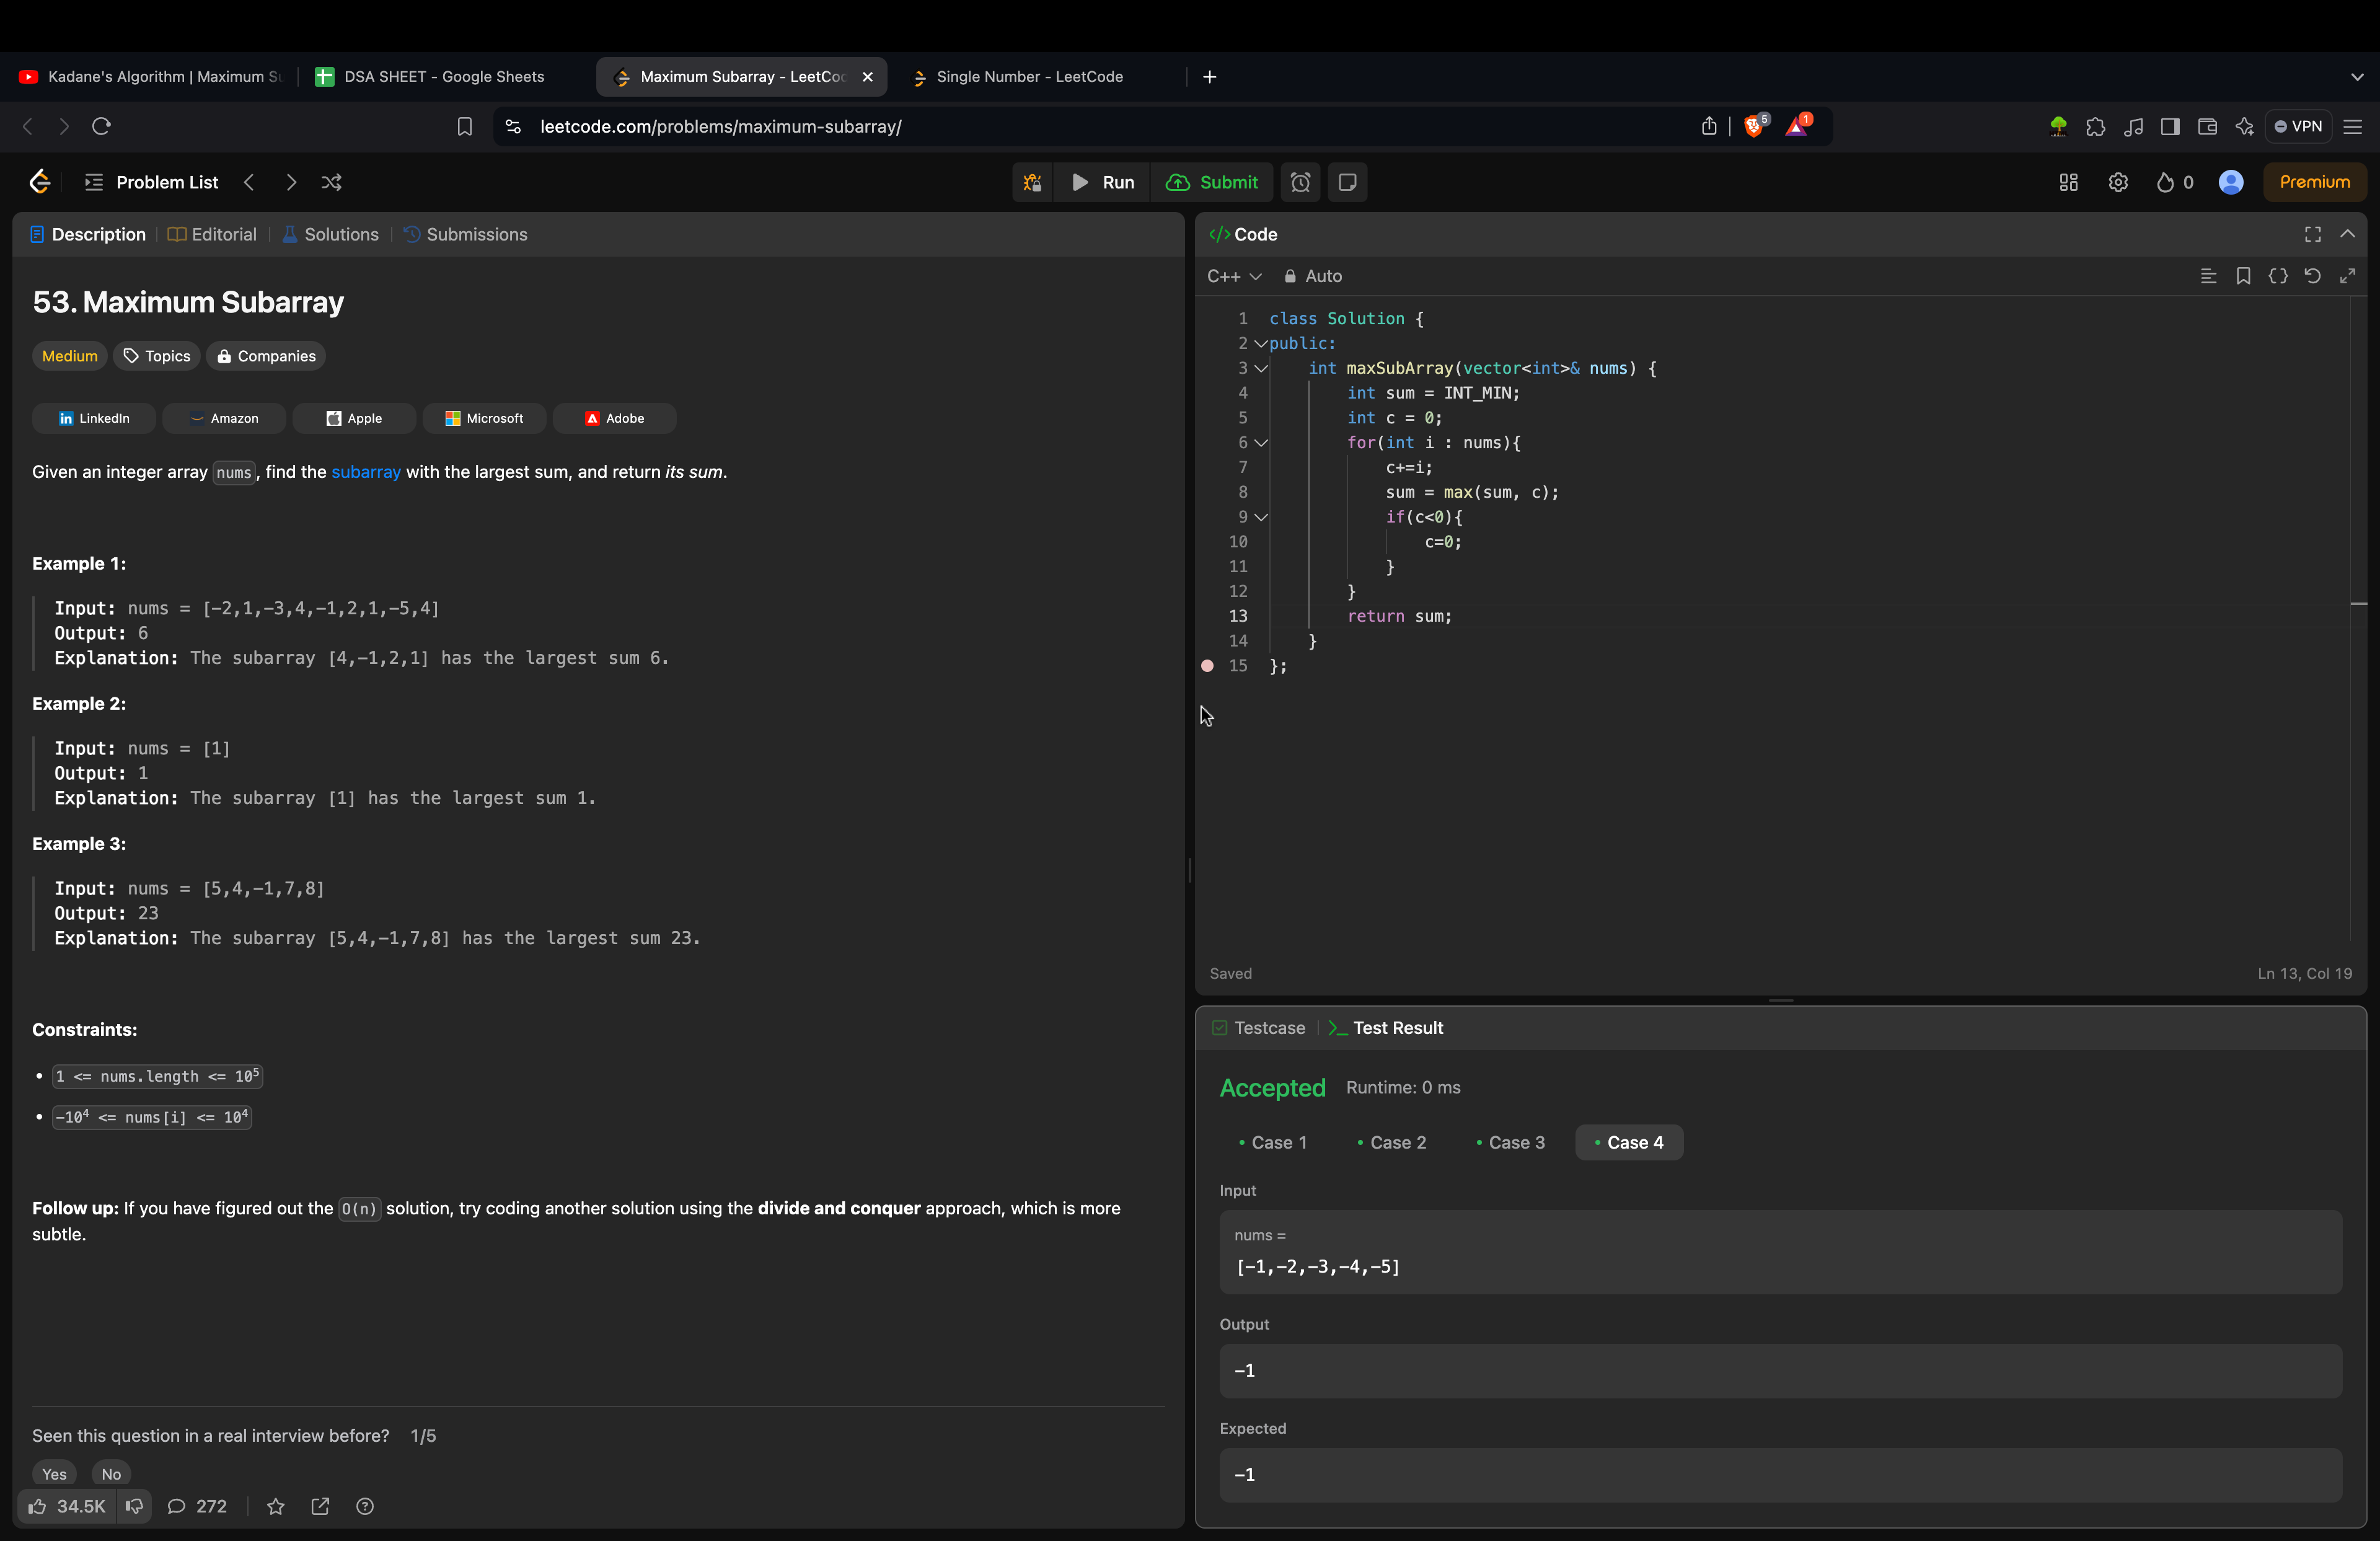 Kadane's Algorithm | Maximum Su
DSA SHEET - Google Sheets
Maximum Subarray - LeetCod
Single Number - LeetCode
leetcode.com/problems/maximum-subarray/
5
1
VPN
Problem List
Run
Submit
0
Premium
Description
Editorial
Solutions
Submissions
53. Maximum Subarray
Medium
Topics
Companies
LinkedIn
Amazon
Apple
Microsoft
Adobe
Given an integer array nums, find the subarray with the largest sum, and return its sum.
Example 1:
Input: nums = [-2,1,-3,4,-1,2,1,-5,4]
Output: 6
Explanation: The subarray [4,-1,2,1] has the largest sum 6.
Example 2:
Input: nums = [1]
Output: 1
Explanation: The subarray [1] has the largest sum 1.
Example 3:
Input: nums = [5,4,-1,7,8]
Output: 23
Explanation: The subarray [5,4,-1,7,8] has the largest sum 23.
Constraints:
• 1 <= nums.length <= 10⁵
• -10⁴ <= nums[i] <= 10⁴
Follow up: If you have figured out the O(n) solution, try coding another solution using the divide and conquer approach, which is more
subtle.
Seen this question in a real interview before? 1/5
Yes
No
34.5K
272
</> Code
C++
Auto
1 class Solution {
2 public:
3     int maxSubArray(vector<int>& nums) {
4         int sum = INT_MIN;
5         int c = 0;
6         for(int i : nums){
7             c+=i;
8             sum = max(sum, c);
9             if(c<0){
10                 c=0;
11             }
12         }
13         return sum;
14     }
15 };
Saved
Ln 13, Col 19
Testcase
Test Result
Accepted
Runtime: 0 ms
• Case 1
• Case 2
• Case 3
• Case 4
Input
nums =
[-1,-2,-3,-4,-5]
Output
-1
Expected
-1